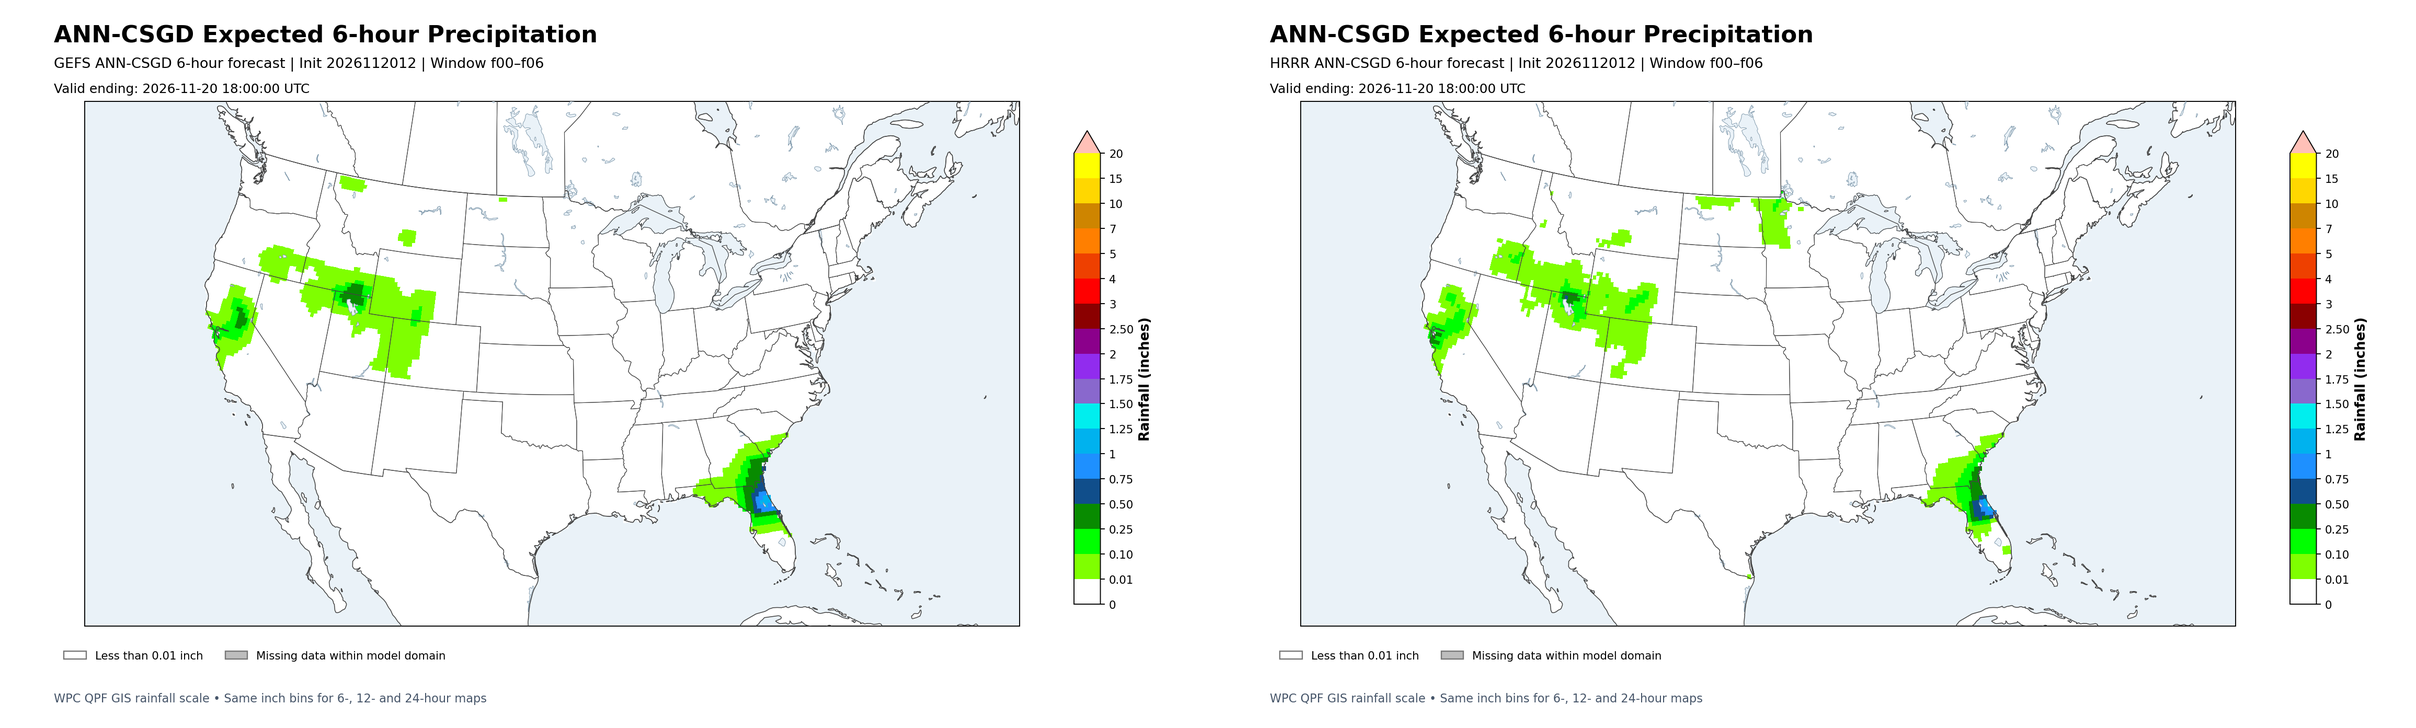 ANN-CSGD Expected 6-hour Precipitation
GEFS ANN-CSGD 6-hour forecast | Init 2026112012 | Window f00–f06
Valid ending: 2026-11-20 18:00:00 UTC
20
15
10
7
5
4
3
2.50
2
1.75
1.50
1.25
1
0.75
0.50
0.25
0.10
0.01
0
Rainfall (inches)
Less than 0.01 inch
Missing data within model domain
WPC QPF GIS rainfall scale • Same inch bins for 6-, 12- and 24-hour maps
ANN-CSGD Expected 6-hour Precipitation
HRRR ANN-CSGD 6-hour forecast | Init 2026112012 | Window f00–f06
Valid ending: 2026-11-20 18:00:00 UTC
20
15
10
7
5
4
3
2.50
2
1.75
1.50
1.25
1
0.75
0.50
0.25
0.10
0.01
0
Rainfall (inches)
Less than 0.01 inch
Missing data within model domain
WPC QPF GIS rainfall scale • Same inch bins for 6-, 12- and 24-hour maps